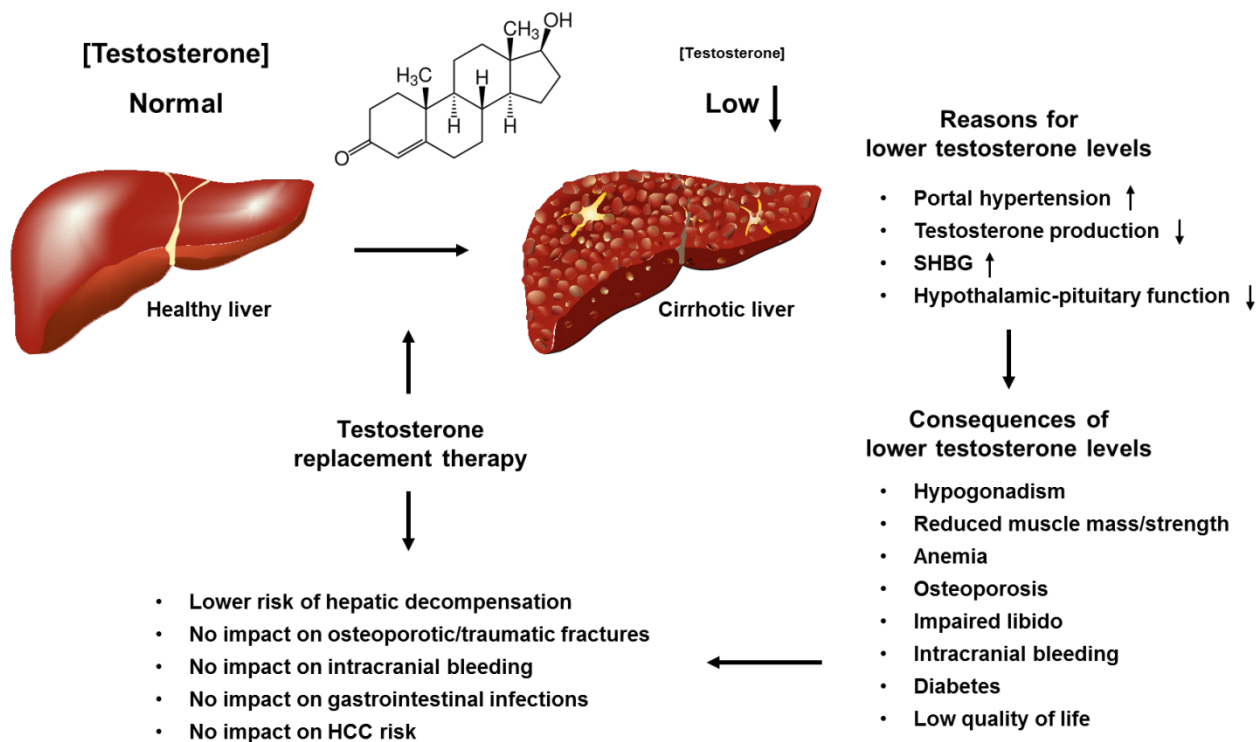 [Testosterone]
Normal
OH
CH3
H3C
H
H
H
O
[Testosterone]
Low ↓
Healthy liver
Cirrhotic liver
Reasons for
lower testosterone levels
• Portal hypertension ↑
• Testosterone production ↓
• SHBG ↑
• Hypothalamic-pituitary function ↓
Consequences of
lower testosterone levels
• Hypogonadism
• Reduced muscle mass/strength
• Anemia
• Osteoporosis
• Impaired libido
• Intracranial bleeding
• Diabetes
• Low quality of life
Testosterone
replacement therapy
• Lower risk of hepatic decompensation
• No impact on osteoporotic/traumatic fractures
• No impact on intracranial bleeding
• No impact on gastrointestinal infections
• No impact on HCC risk